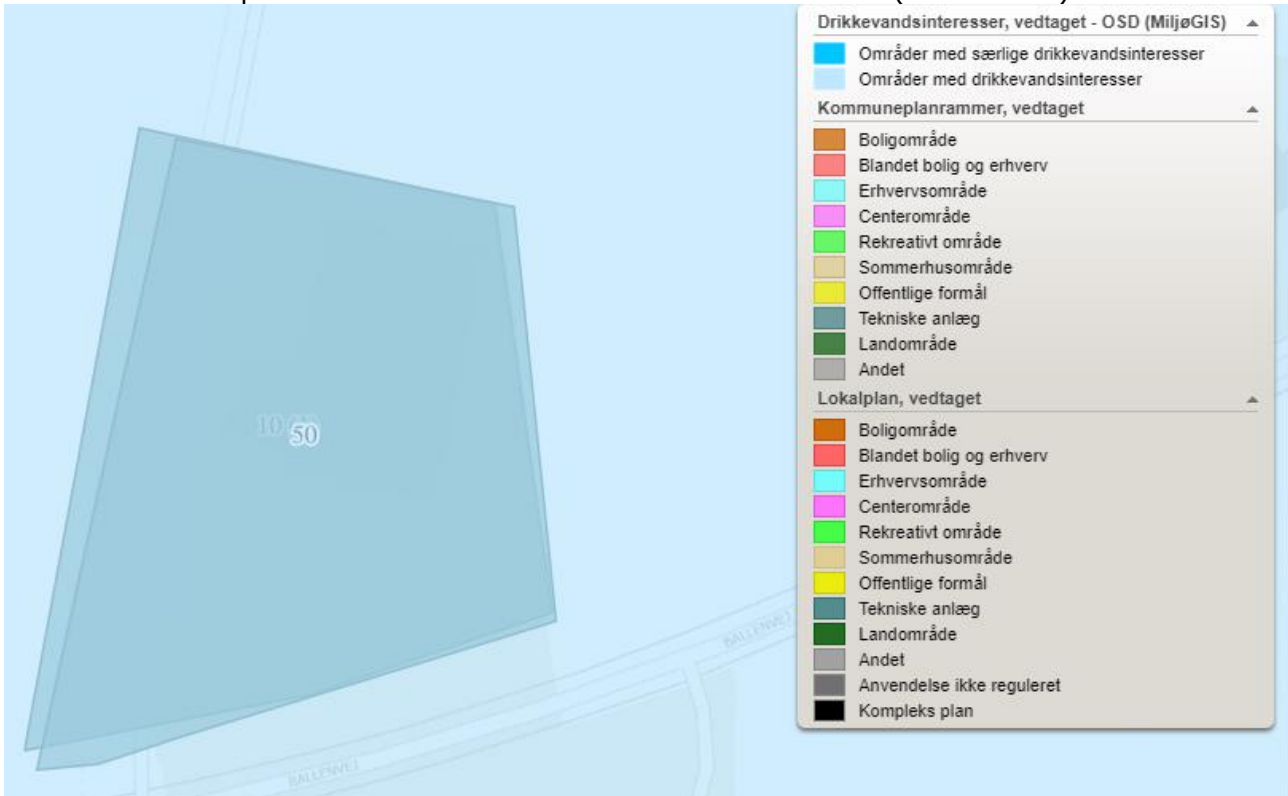 Drikkevandsinteresser, vedtaget - OSD (MiljøGIS)
Områder med særlige drikkevandsinteresser
Områder med drikkevandsinteresser
Kommuneplanrammer, vedtaget
Boligområde
Blandet bolig og erhverv
Erhvervsområde
Centerområde
Rekreativt område
Sommerhusområde
Offentlige formål
Tekniske anlæg
Landområde
Andet
Lokalplan, vedtaget
Boligområde
Blandet bolig og erhverv
Erhvervsområde
Centerområde
Rekreativt område
Sommerhusområde
Offentlige formål
Tekniske anlæg
Landområde
Andet
Anvendelse ikke reguleret
Kompleks plan
50
BALLENVEJ
BALLENVEJ